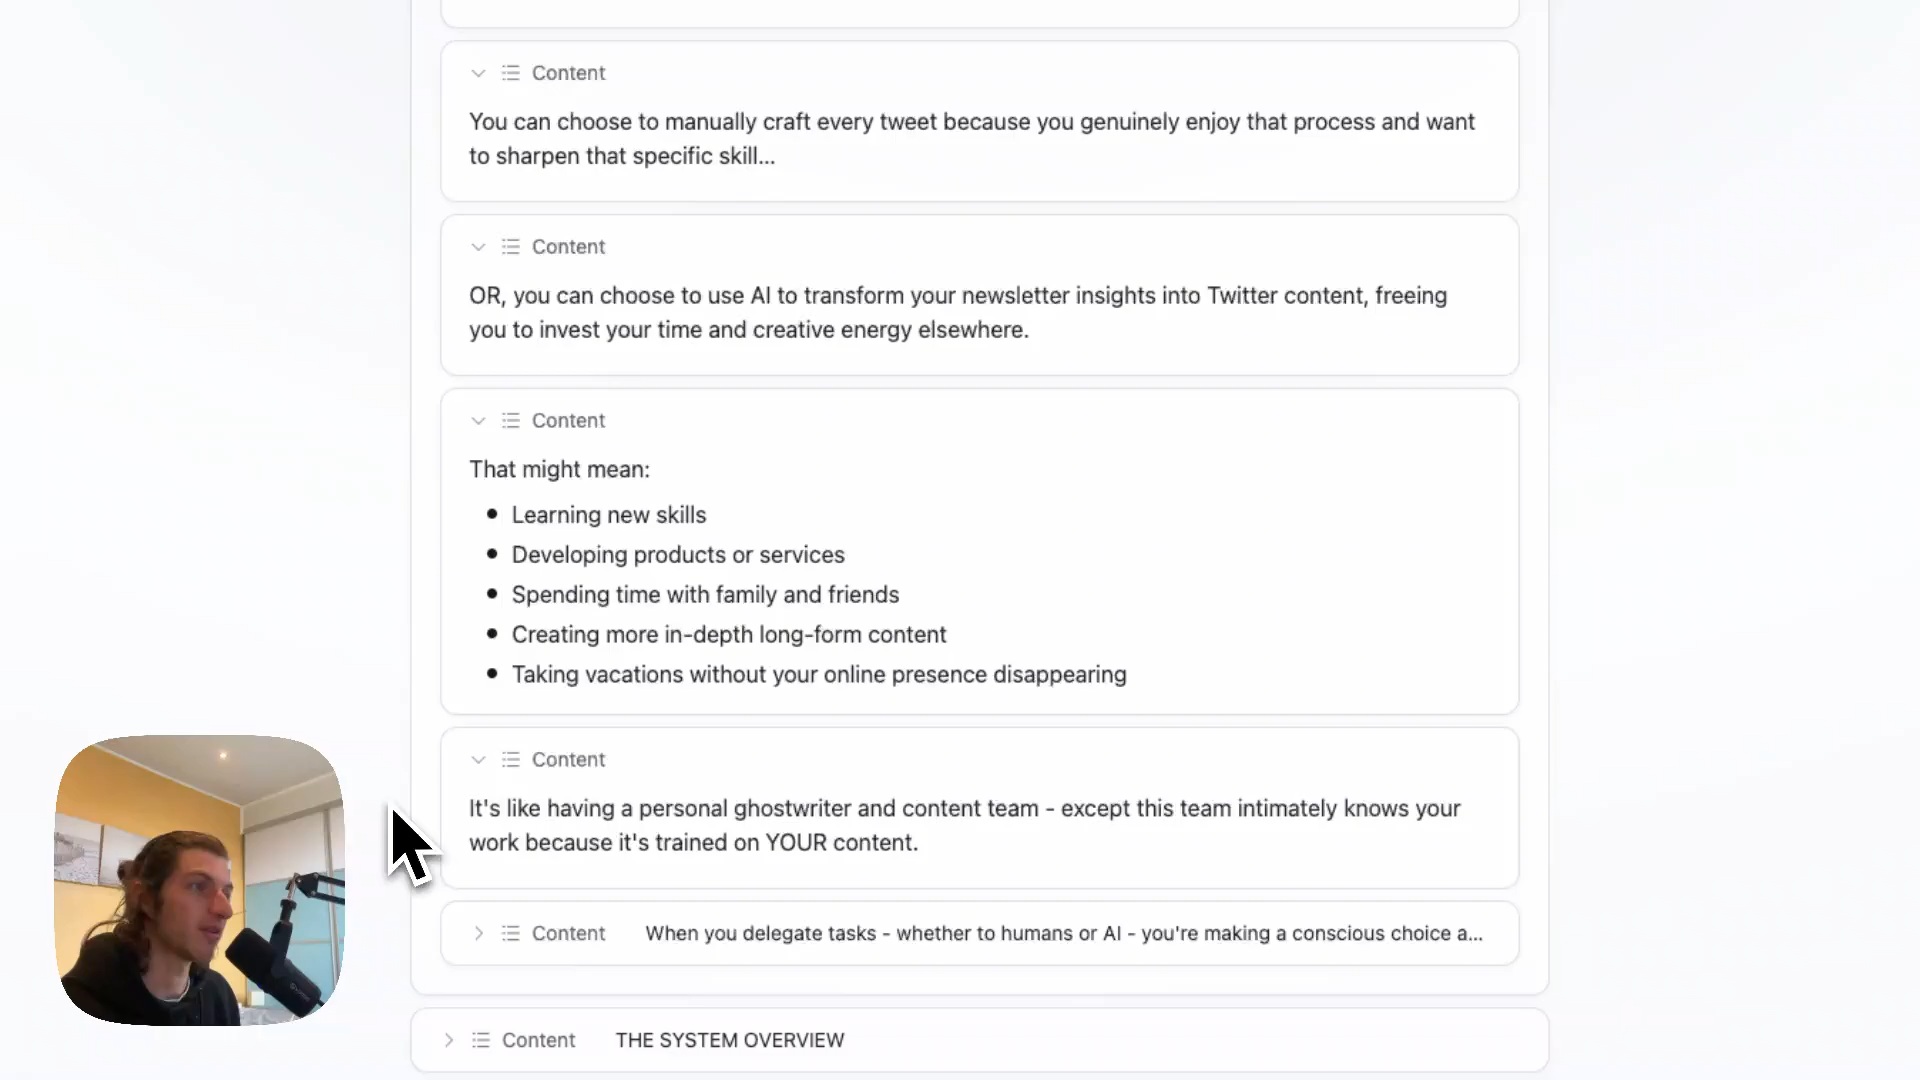 Content
You can choose to manually craft every tweet because you genuinely enjoy that process and want
to sharpen that specific skill...
Content
OR, you can choose to use AI to transform your newsletter insights into Twitter content, freeing
you to invest your time and creative energy elsewhere.
Content
That might mean:
Learning new skills
Developing products or services
Spending time with family and friends
Creating more in-depth long-form content
Taking vacations without your online presence disappearing
Content
It's like having a personal ghostwriter and content team - except this team intimately knows your
work because it's trained on YOUR content.
Content When you delegate tasks - whether to humans or AI - you're making a conscious choice a...
Content THE SYSTEM OVERVIEW